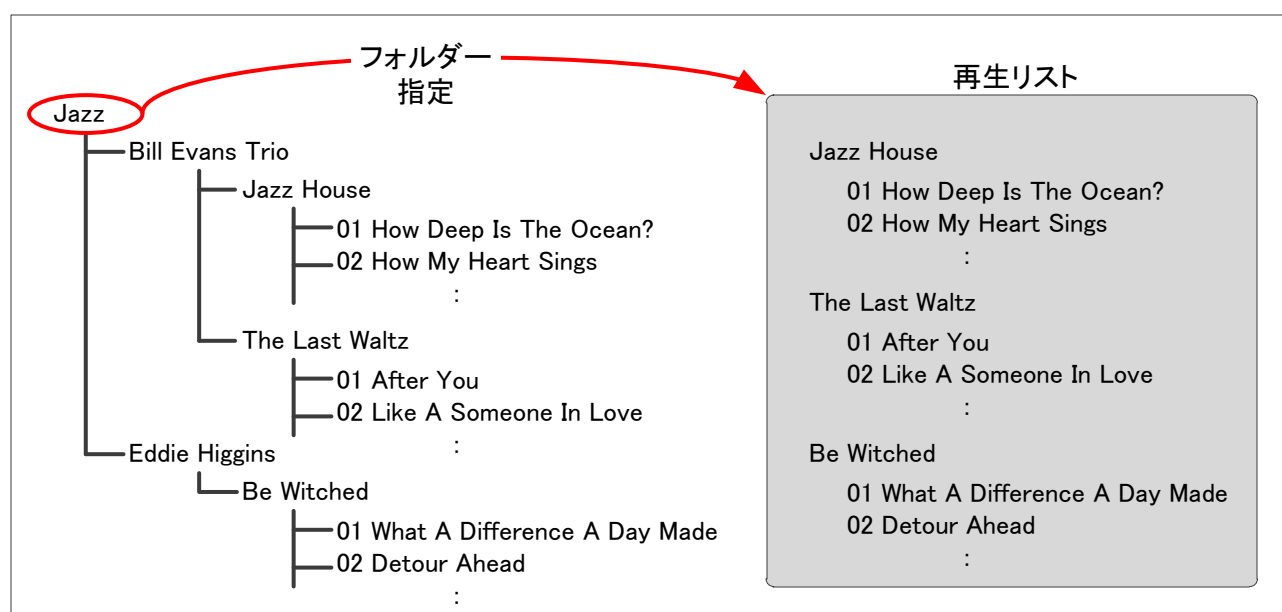 フォルダー
指定
Jazz
Bill Evans Trio
Jazz House
01 How Deep Is The Ocean?
02 How My Heart Sings
:
The Last Waltz
01 After You
02 Like A Someone In Love
:
Eddie Higgins
Be Witched
01 What A Difference A Day Made
02 Detour Ahead
:
再生リスト
Jazz House
01 How Deep Is The Ocean?
02 How My Heart Sings
:
The Last Waltz
01 After You
02 Like A Someone In Love
:
Be Witched
01 What A Difference A Day Made
02 Detour Ahead
: